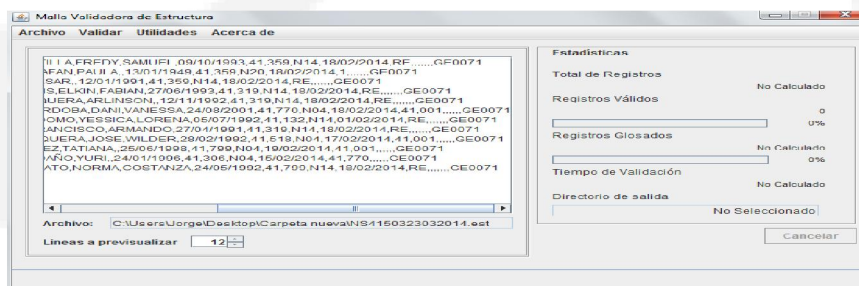 Malla Validadora de Estructura
Archivo Validar Utilidades Acerca de
ILLA,FREDY,SAMUEL,09/10/1993,41,359,N14,18/02/2014,RE,,,,,,GE0071
AFAN,PAULA,,13/01/1949,41,359,N20,18/02/2014,1,,,,,,GE0071
SAR,,12/01/1991,41,359,N14,18/02/2014,RE,,,,,,GE0071
S,ELKIN,FABIAN,27/06/1993,41,319,N14,18/02/2014,RE,,,,,,GE0071
UERA,ARLINSON,,12/11/1992,41,319,N14,18/02/2014,RE,,,,,,GE0071
RDOBA,DANI,VANESSA,24/08/2001,41,770,N04,18/02/2014,41,001,,,,,GE0071
OMO,YESSICA,LORENA,05/07/1992,41,132,N14,01/02/2014,RE,,,,,,GE0071
ANCISCO,ARMANDO,27/04/1991,41,319,N14,18/02/2014,RE,,,,,,GE0071
QUERA,JOSE,WILDER,28/02/1992,41,518,N04,17/02/2014,41,001,,,,,GE0071
EZ,TATIANA,,25/06/1998,41,799,N04,19/02/2014,41,001,,,,,GE0071
AÑO,YURI,,24/01/1996,41,306,N04,15/02/2014,41,770,,,,,GE0071
ATO,NORMA,COSTANZA,24/05/1992,41,799,N14,18/02/2014,RE,,,,,,GE0071
Archivo: C:\Users\Jorge\Desktop\Carpeta nueva\NS4150323032014.est
Lineas a previsualizar 12
Estadísticas
Total de Registros
No Calculado
Registros Válidos
0
0%
Registros Glosados
No Calculado
0%
Tiempo de Validación
No Calculado
Directorio de salida
No Seleccionado
Cancelar